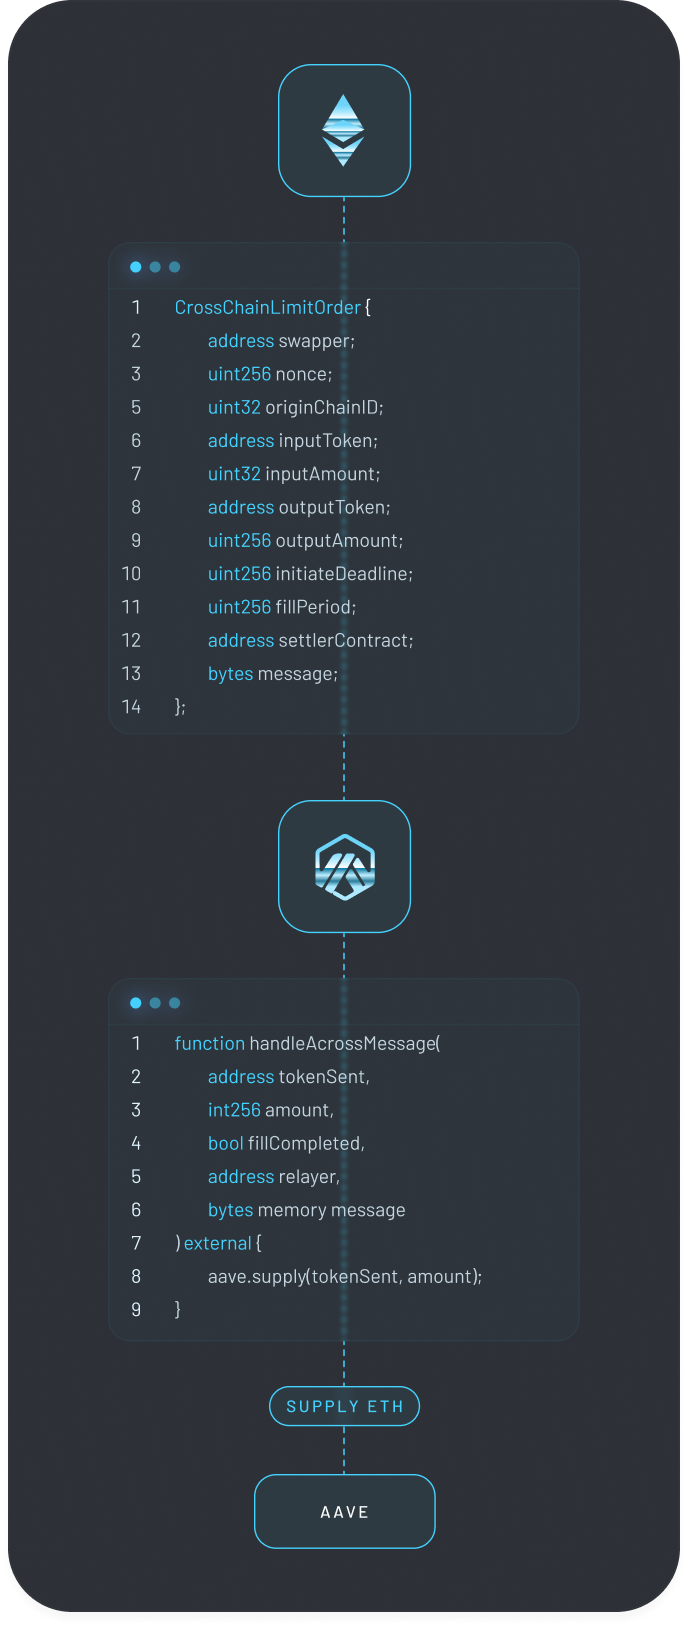 1 CrossChainLimitOrder {
2 address swapper;
3 uint256 nonce;
5 uint32 originChainID;
6 address inputToken;
7 uint32 inputAmount;
8 address outputToken;
9 uint256 outputAmount;
10 uint256 initiateDeadline;
11 uint256 fillPeriod;
12 address settlerContract;
13 bytes message;
14 };
1 function handleAcrossMessage(
2 address tokenSent,
3 int256 amount,
4 bool fillCompleted,
5 address relayer,
6 bytes memory message
7 ) external {
8 aave.supply(tokenSent, amount);
9 }
SUPPLY ETH
AAVE